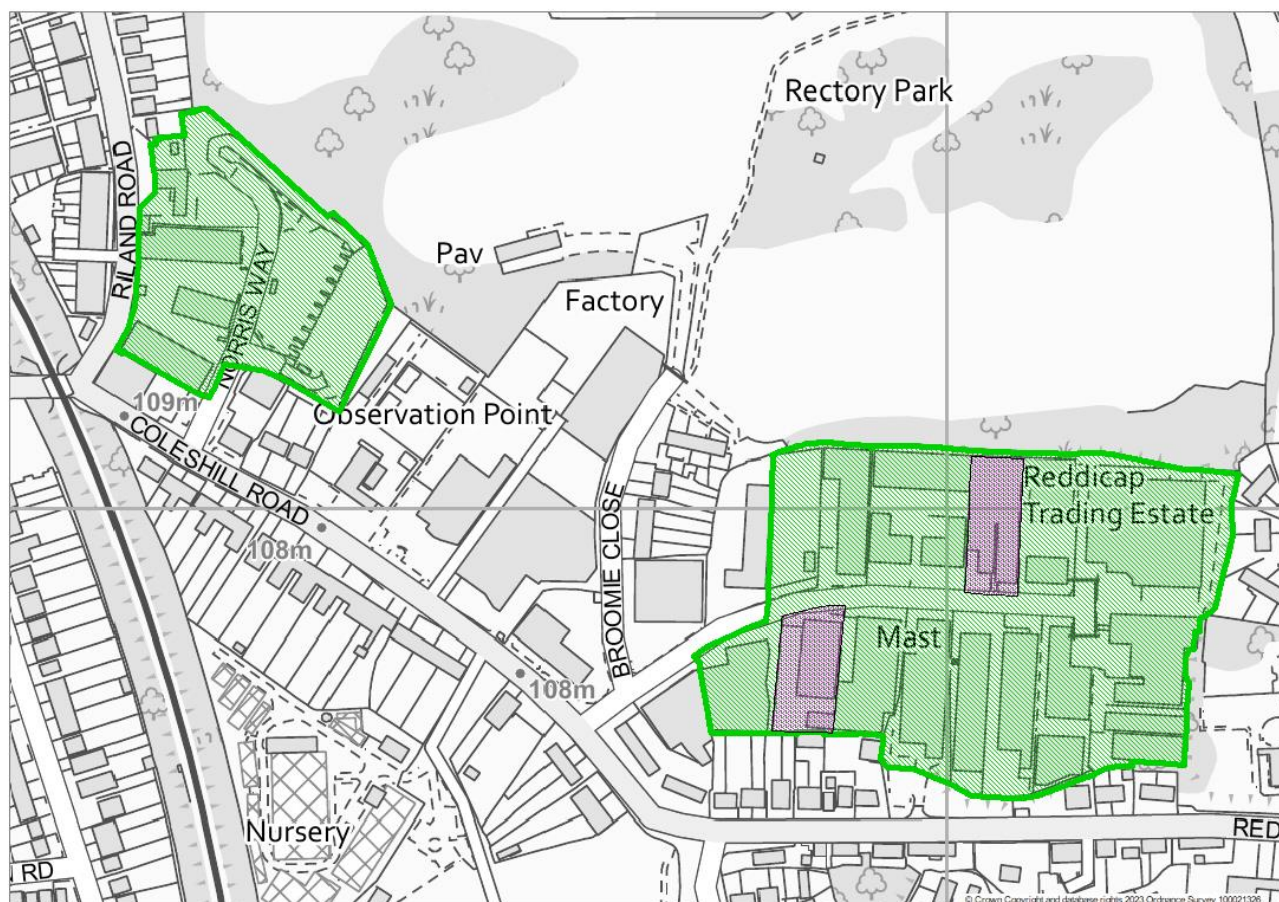 Rectory Park
RILAND ROAD
Pav
Factory
NORRIS WAY
109m
Observation Point
COLESHILL ROAD
108m
Reddicap
Trading Estate
BROOMIE CLOSE
Mast
108m
Nursery
RED
N RD
© Crown Copyright and database rights 2023 Ordnance Survey 100021326